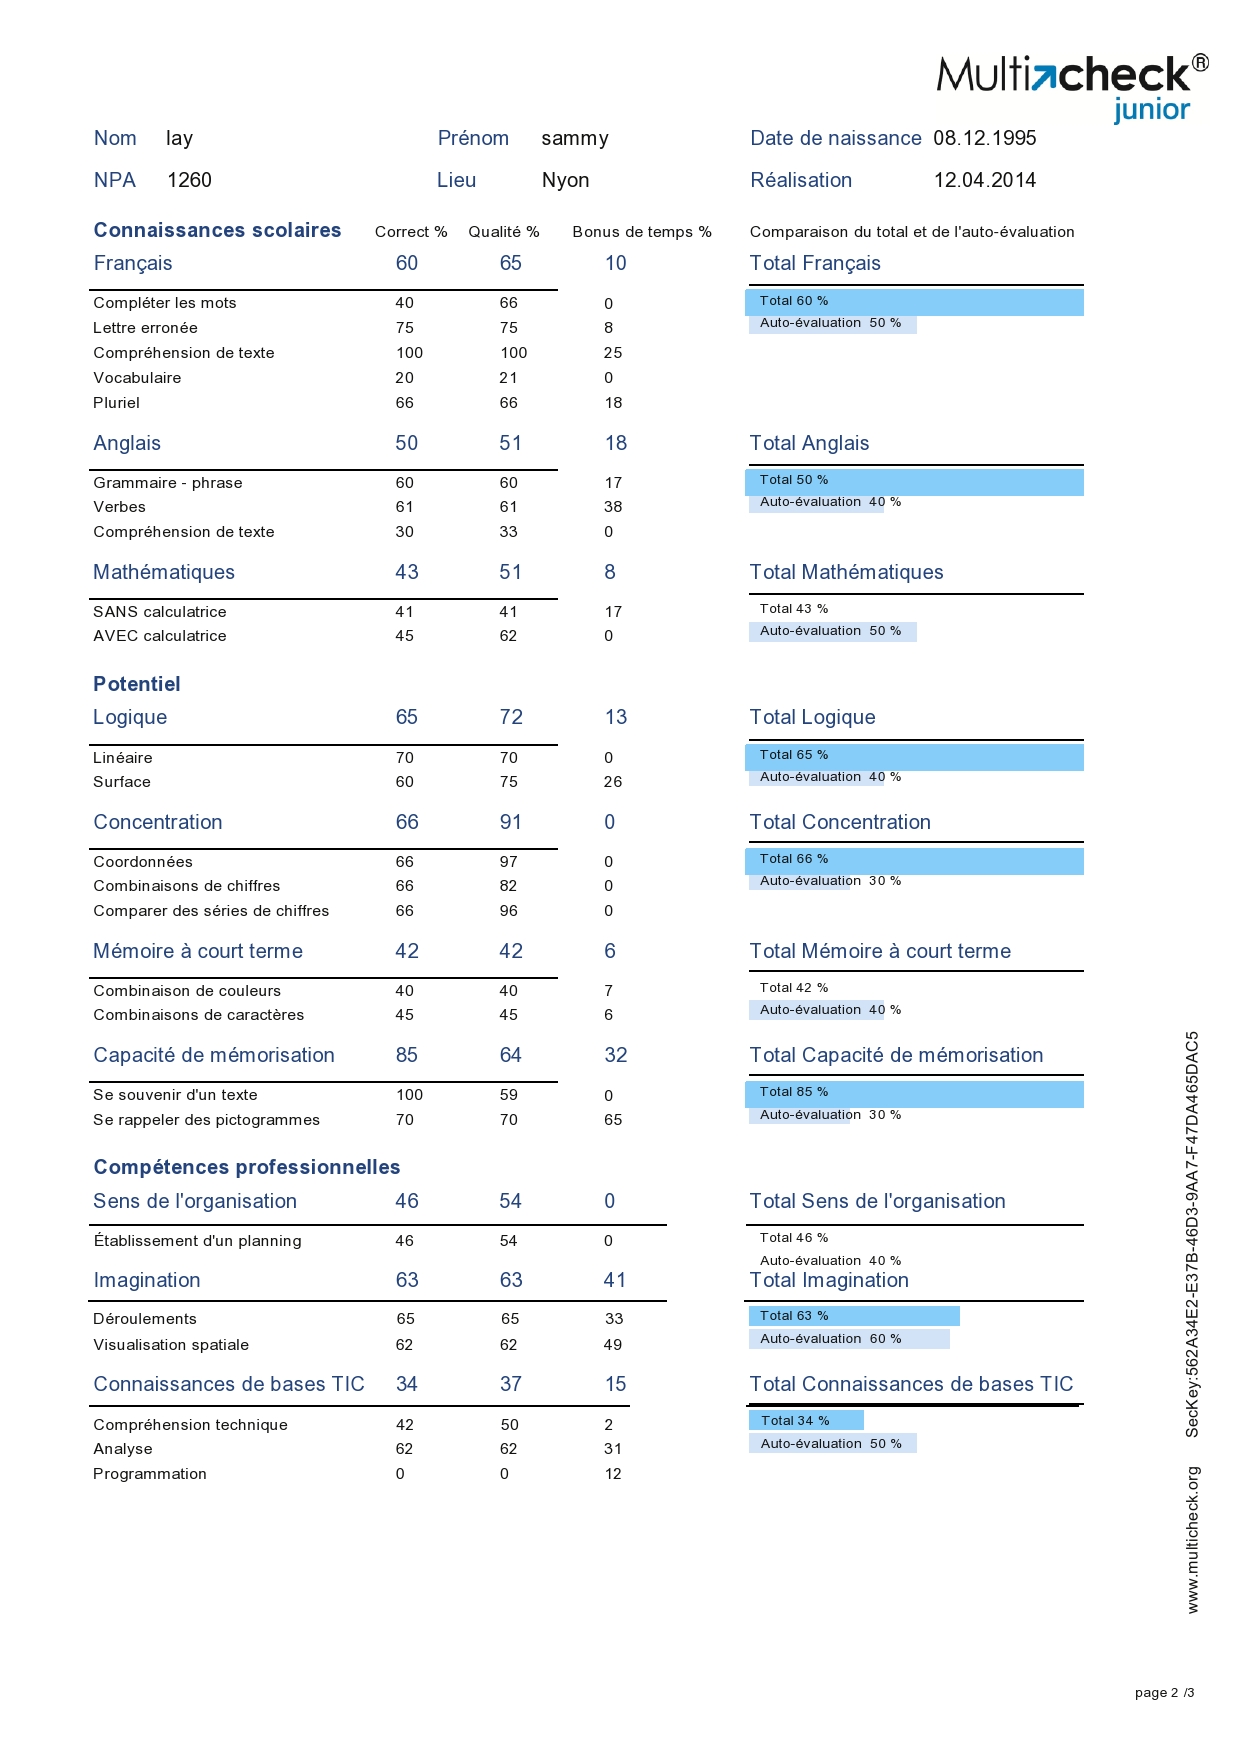 Multicheck®
junior
Nom lay Prénom sammy Date de naissance 08.12.1995
NPA 1260 Lieu Nyon Réalisation 12.04.2014
Connaissances scolaires Correct % Qualité % Bonus de temps % Comparaison du total et de l'auto-évaluation
Français 60 65 10 Total Français
Compléter les mots 40 66 0 Total 60 %
Lettre erronée 75 75 8 Auto-évaluation 50 %
Compréhension de texte 100 100 25
Vocabulaire 20 21 0
Pluriel 66 66 18
Anglais 50 51 18 Total Anglais
Grammaire - phrase 60 60 17 Total 50 %
Verbes 61 61 38 Auto-évaluation 40 %
Compréhension de texte 30 33 0
Mathématiques 43 51 8 Total Mathématiques
SANS calculatrice 41 41 17 Total 43 %
AVEC calculatrice 45 62 0 Auto-évaluation 50 %
Potentiel
Logique 65 72 13 Total Logique
Linéaire 70 70 0 Total 65 %
Surface 60 75 26 Auto-évaluation 40 %
Concentration 66 91 0 Total Concentration
Coordonnées 66 97 0 Total 66 %
Combinaisons de chiffres 66 82 0 Auto-évaluation 30 %
Comparer des séries de chiffres 66 96 0
Mémoire à court terme 42 42 6 Total Mémoire à court terme
Combinaison de couleurs 40 40 7 Total 42 %
Combinaisons de caractères 45 45 6 Auto-évaluation 40 %
Capacité de mémorisation 85 64 32 Total Capacité de mémorisation
Se souvenir d'un texte 100 59 0 Total 85 %
Se rappeler des pictogrammes 70 70 65 Auto-évaluation 30 %
Compétences professionnelles
Sens de l'organisation 46 54 0 Total Sens de l'organisation
Établissement d'un planning 46 54 0 Total 46 %
Auto-évaluation 40 %
Imagination 63 63 41 Total Imagination
Déroulements 65 65 33 Total 63 %
Visualisation spatiale 62 62 49 Auto-évaluation 60 %
Connaissances de bases TIC 34 37 15 Total Connaissances de bases TIC
Compréhension technique 42 50 2 Total 34 %
Analyse 62 62 31 Auto-évaluation 50 %
Programmation 0 0 12
www.multicheck.org SecKey:562A34E2-E37B-46D3-9AA7-F47DA465DAC5
page 2 /3